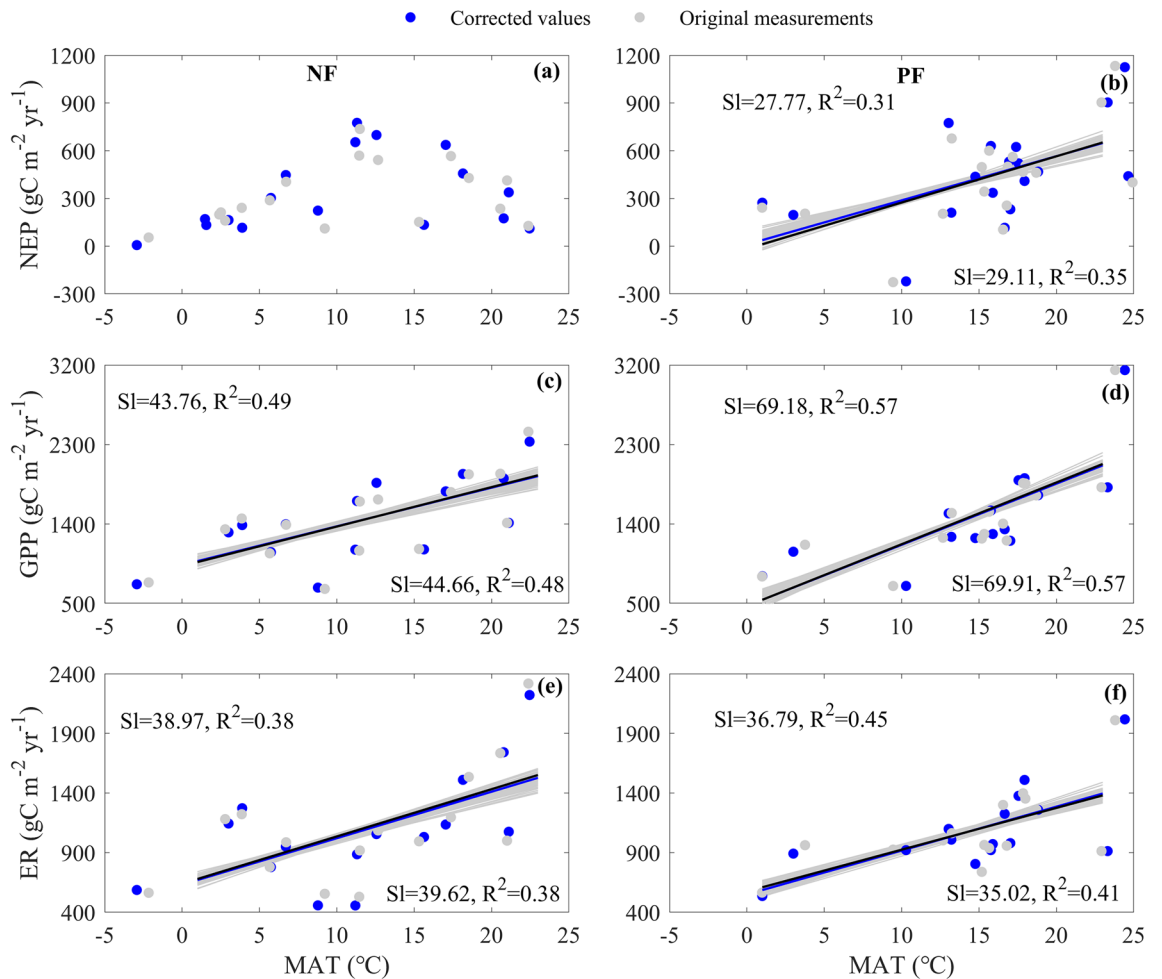 Corrected values Original measurements
NF (a)
NEP (gC m⁻² yr⁻¹)
1200
900
600
300
0
-300
-5 0 5 10 15 20 25
PF (b)
Sl=27.77, R²=0.31
Sl=29.11, R²=0.35
1200
900
600
300
0
-300
-5 0 5 10 15 20 25
(c)
Sl=43.76, R²=0.49
Sl=44.66, R²=0.48
GPP (gC m⁻² yr⁻¹)
3200
2300
1400
500
-5 0 5 10 15 20 25
(d)
Sl=69.18, R²=0.57
Sl=69.91, R²=0.57
3200
2300
1400
500
-5 0 5 10 15 20 25
(e)
Sl=38.97, R²=0.38
Sl=39.62, R²=0.38
ER (gC m⁻² yr⁻¹)
2400
1900
1400
900
400
-5 0 5 10 15 20 25
MAT (℃)
(f)
Sl=36.79, R²=0.45
Sl=35.02, R²=0.41
2400
1900
1400
900
400
-5 0 5 10 15 20 25
MAT (℃)